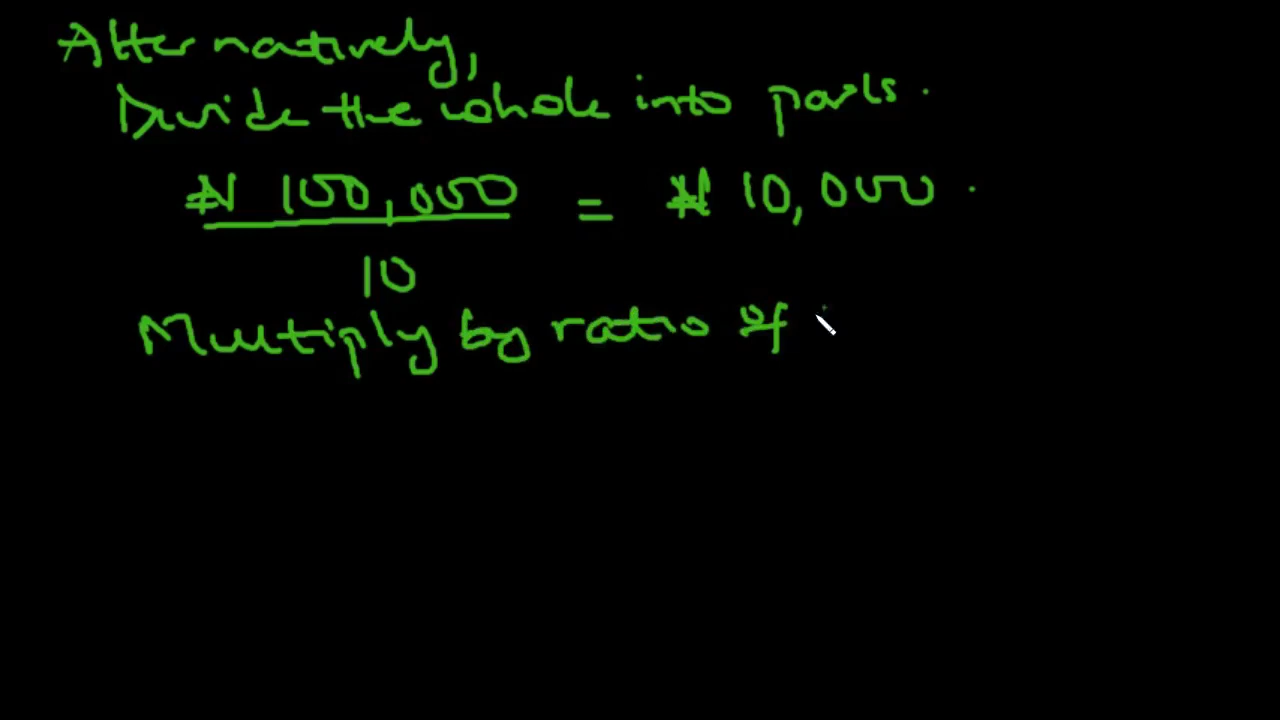 Alternatively,
Divide the whole into parts.
₦ 100,000 = ₦ 10,000.
10
Multiply by ratio of